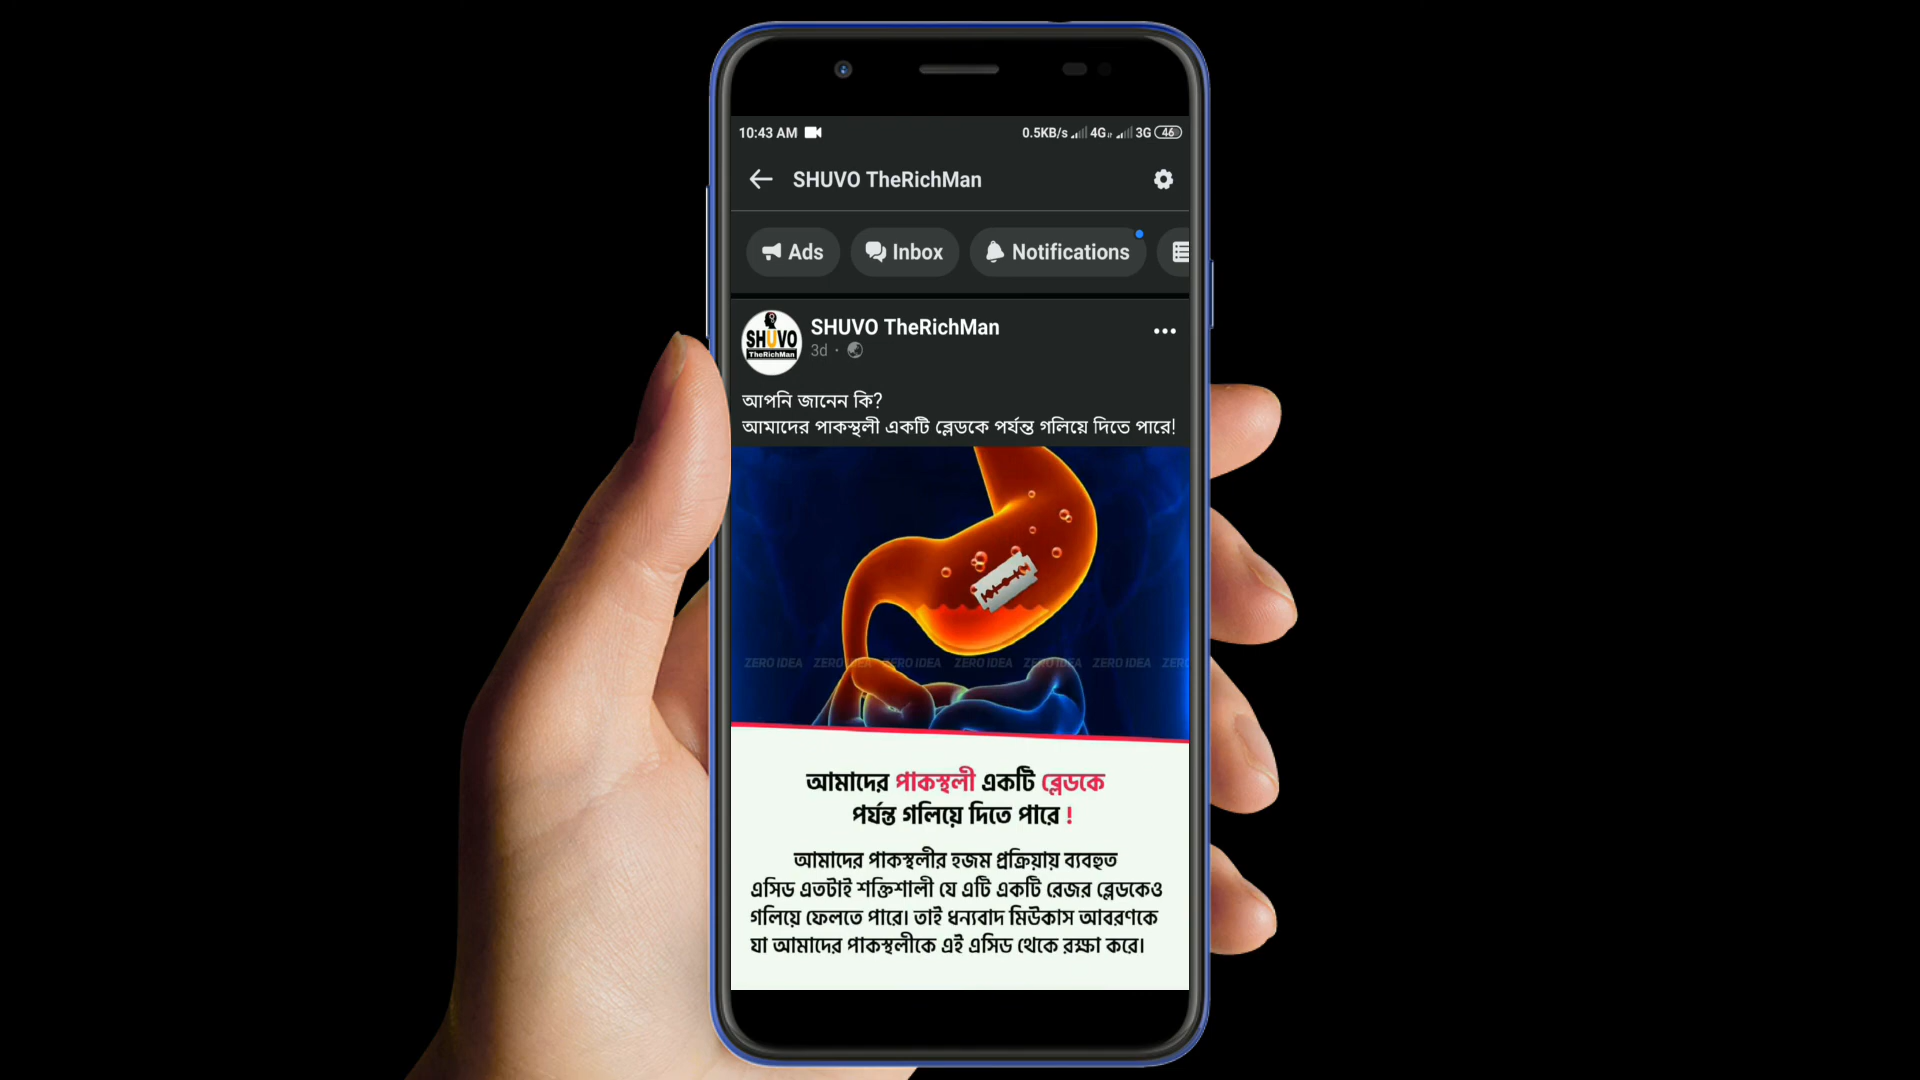 10:43 AM 0.5KB/s 4G 3G 46
SHUVO TheRichMan
Ads Inbox Notifications
SHUVO TheRichMan
SHUVO
TheRichMan
3d ·
আপনি জানেন কি?
আমাদের পাকস্থলী একটি ব্লেডকে পর্যন্ত গলিয়ে দিতে পারে!
ZERO IDEA ZERO IDEA ZERO IDEA ZERO IDEA ZERO IDEA ZERO IDEA ZERO
আমাদের পাকস্থলী একটি ব্লেডকে
পর্যন্ত গলিয়ে দিতে পারে !
আমাদের পাকস্থলীর হজম প্রক্রিয়ায় ব্যবহৃত
এসিড এতটাই শক্তিশালী যে এটি একটি রেজর ব্লেডকেও
গলিয়ে ফেলতে পারে। তাই ধন্যবাদ মিউকাস আবরণকে
যা আমাদের পাকস্থলীকে এই এসিড থেকে রক্ষা করে।